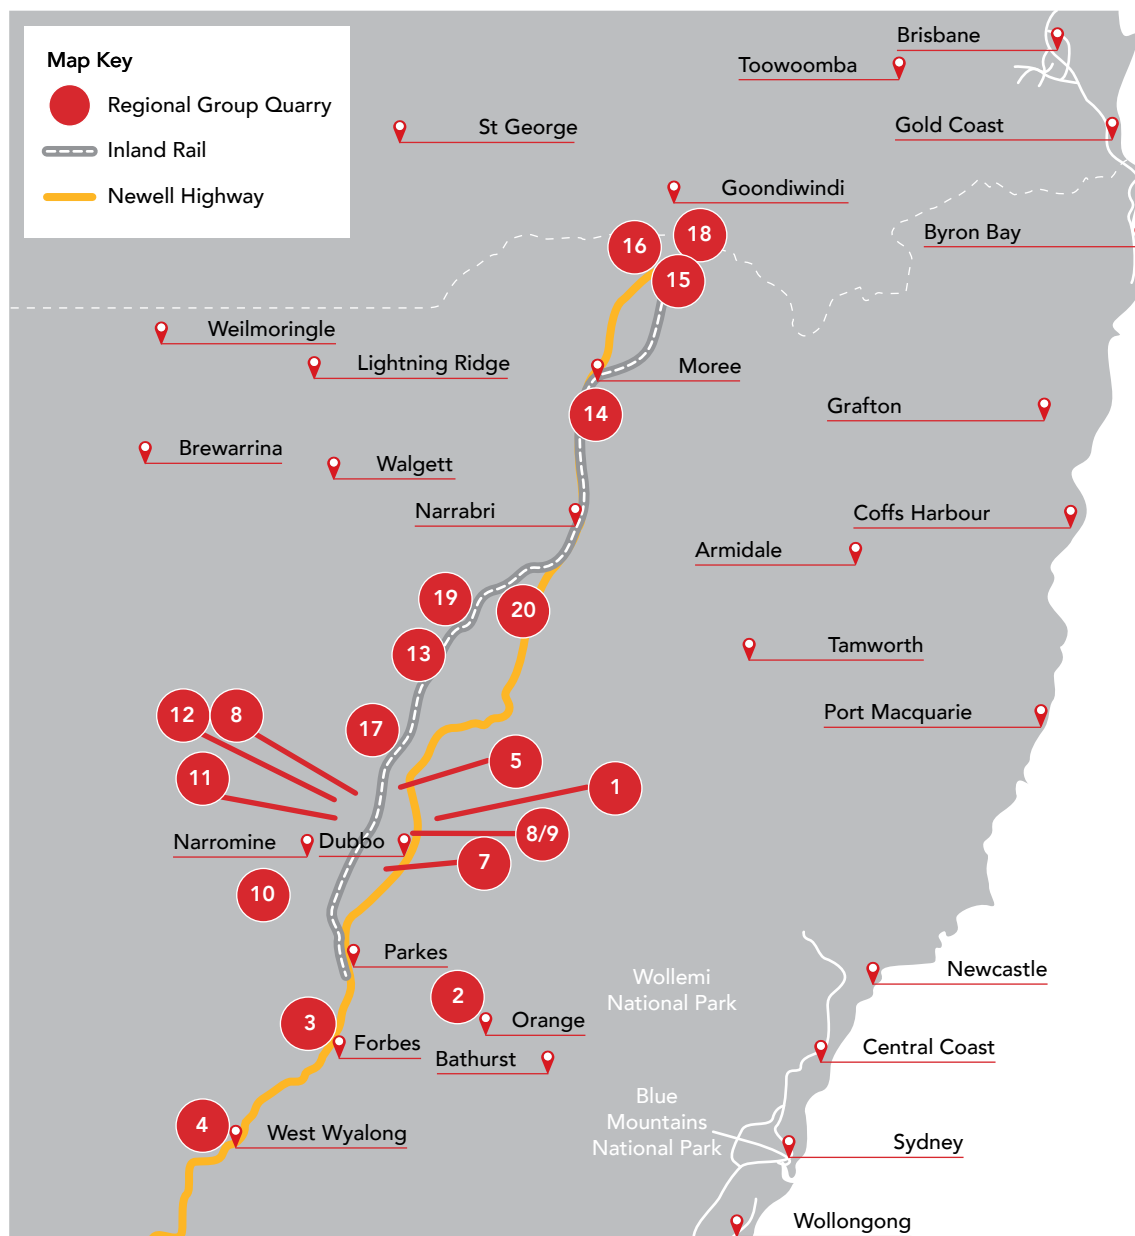 Map Key
Regional Group Quarry
Inland Rail
Newell Highway
Brisbane
Toowoomba
St George
Gold Coast
Goondiwindi
Byron Bay
16
18
15
Weilmoringle
Lightning Ridge
Moree
Grafton
14
Brewarrina
Walgett
Narrabri
Coffs Harbour
Armidale
19
20
13
Tamworth
Port Macquarie
12
8
17
11
5
1
Narromine
Dubbo
8/9
7
10
Parkes
Wollemi
National Park
Newcastle
2
3
Orange
Forbes
Bathurst
Central Coast
Blue
Mountains
National Park
4
West Wyalong
Sydney
Wollongong